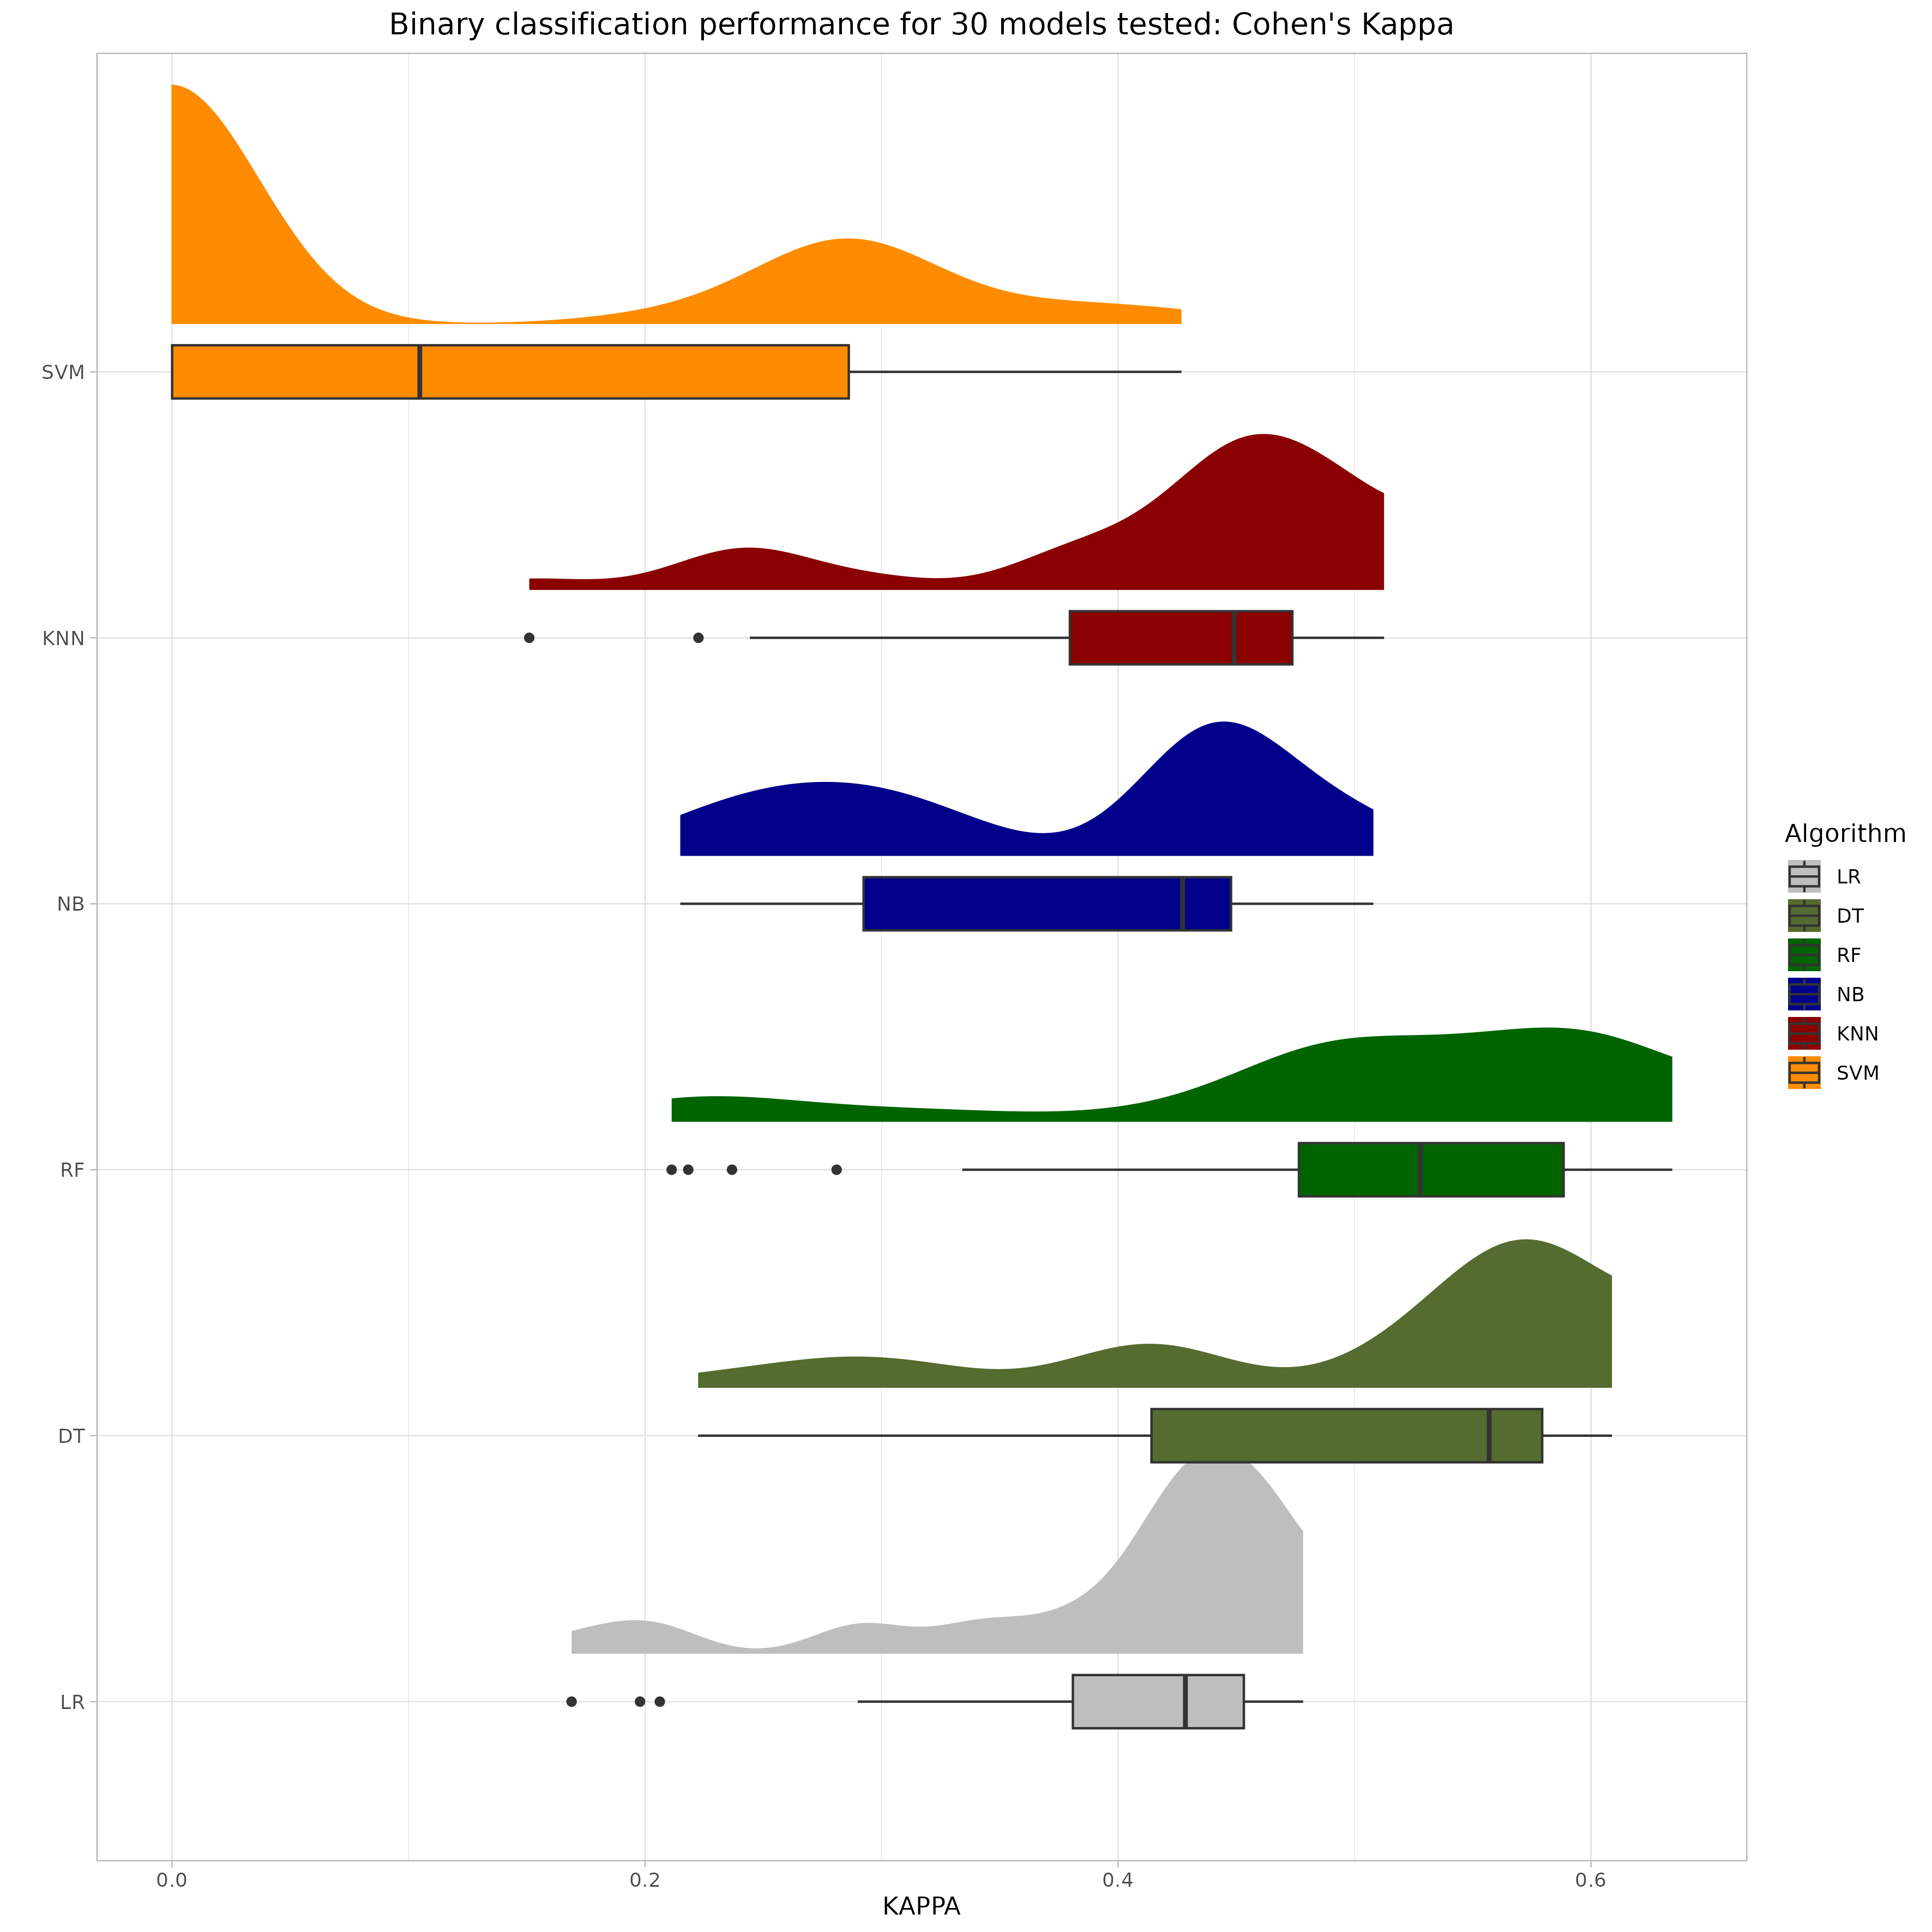 Binary classification performance for 30 models tested: Cohen's Kappa
SVM
KNN
NB
RF
DT
LR
0.0
0.2
0.4
0.6
KAPPA
Algorithm
LR
DT
RF
NB
KNN
SVM